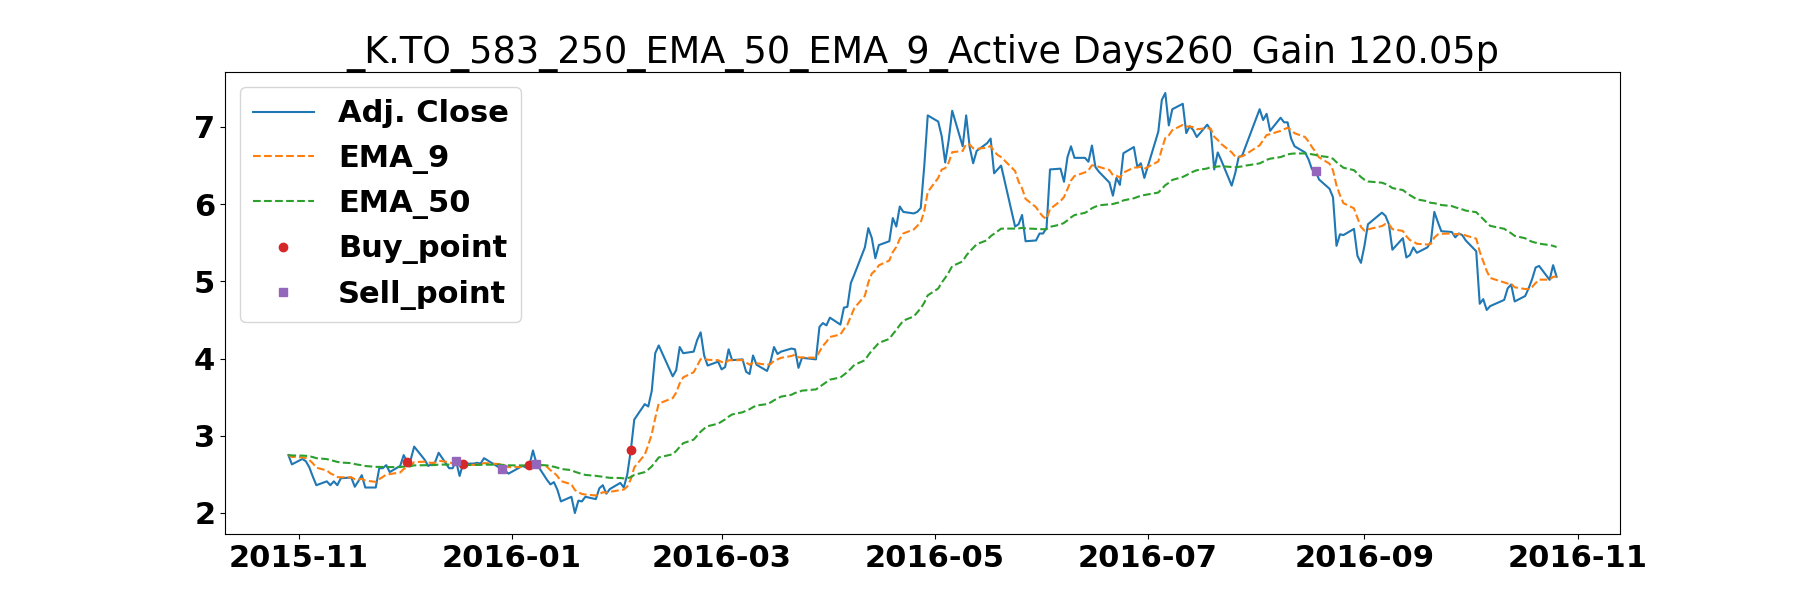 _K.TO_583_250_EMA_50_EMA_9_Active Days260_Gain 120.05p
Adj. Close
EMA_9
EMA_50
Buy_point
Sell_point
7
6
5
4
3
2
2015-11 2016-01 2016-03 2016-05 2016-07 2016-09 2016-11